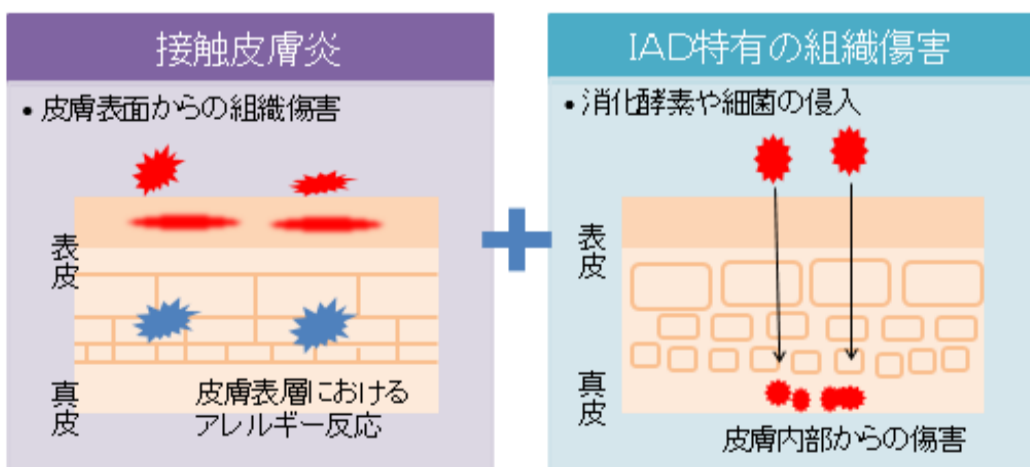 接触皮膚炎
• 皮膚表面からの組織傷害
表皮
真皮
皮膚表層における
アレルギー反応
IAD特有の組織傷害
• 消化酵素や細菌の侵入
表皮
真皮
皮膚内部からの傷害